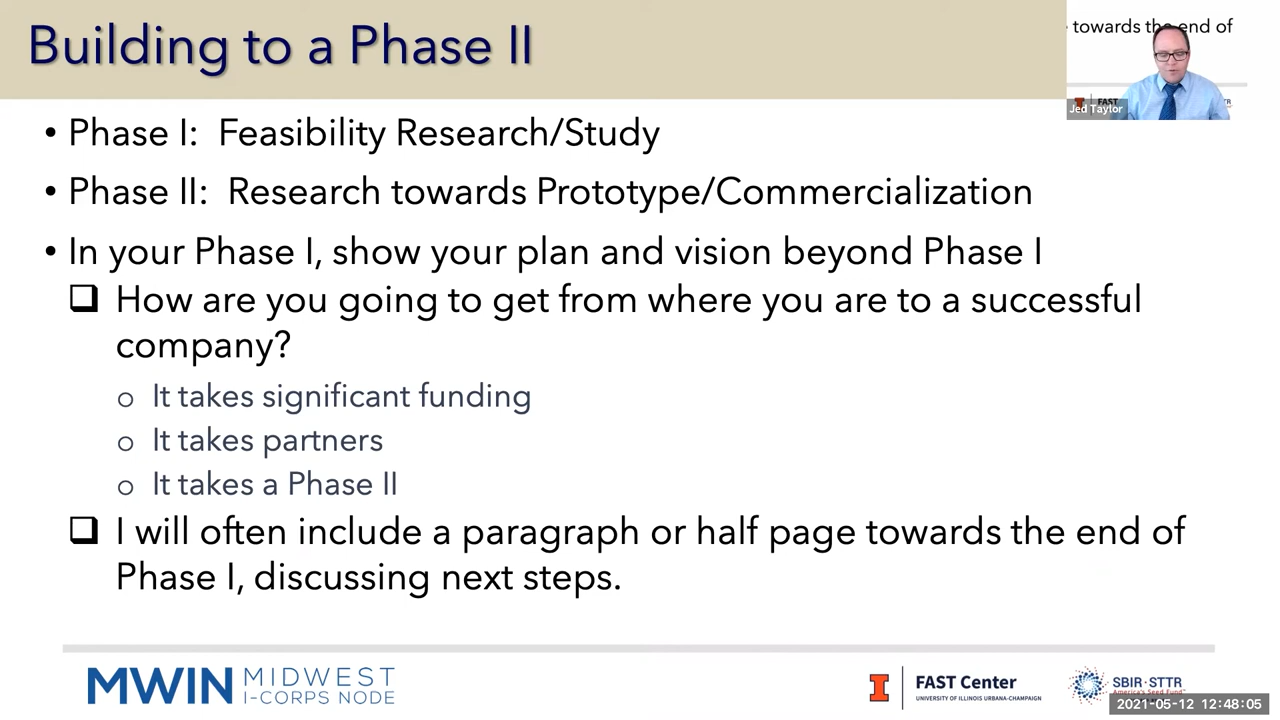 Building to a Phase II
towards the end of
FAST
Jed Taylor
• Phase I: Feasibility Research/Study
• Phase II: Research towards Prototype/Commercialization
• In your Phase I, show your plan and vision beyond Phase I
❑ How are you going to get from where you are to a successful
company?
o It takes significant funding
o It takes partners
o It takes a Phase II
❑ I will often include a paragraph or half page towards the end of
Phase I, discussing next steps.
MWIN MIDWEST
I-CORPS NODE
I FAST Center
UNIVERSITY OF ILLINOIS URBANA-CHAMPAIGN
SBIR·STTR
America's Seed Fund
2021-05-12 12:48:05